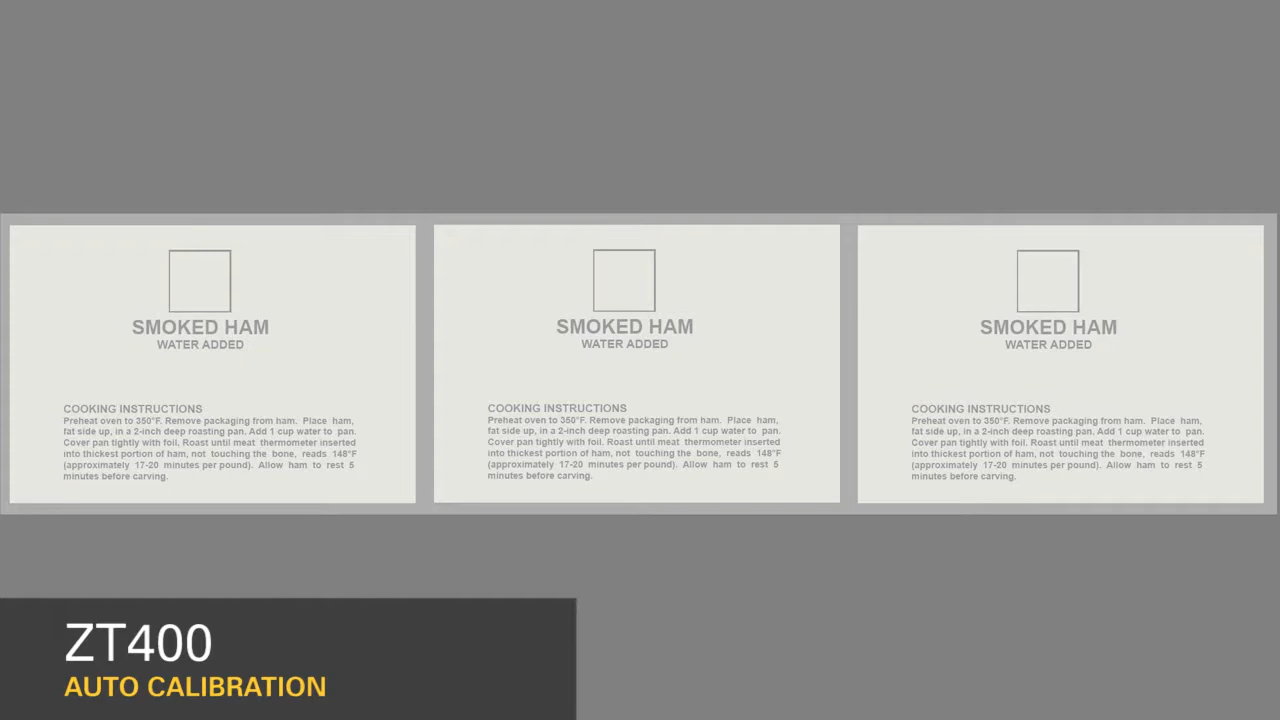 SMOKED HAM
WATER ADDED
COOKING INSTRUCTIONS
Preheat oven to 350°F. Remove packaging from ham. Place ham,
fat side up, in a 2-inch deep roasting pan. Add 1 cup water to pan.
Cover pan tightly with foil. Roast until meat thermometer inserted
into thickest portion of ham, not touching the bone, reads 148°F
(approximately 17-20 minutes per pound). Allow ham to rest 5
minutes before carving.
SMOKED HAM
WATER ADDED
COOKING INSTRUCTIONS
Preheat oven to 350°F. Remove packaging from ham. Place ham,
fat side up, in a 2-inch deep roasting pan. Add 1 cup water to pan.
Cover pan tightly with foil. Roast until meat thermometer inserted
into thickest portion of ham, not touching the bone, reads 148°F
(approximately 17-20 minutes per pound). Allow ham to rest 5
minutes before carving.
SMOKED HAM
WATER ADDED
COOKING INSTRUCTIONS
Preheat oven to 350°F. Remove packaging from ham. Place ham,
fat side up, in a 2-inch deep roasting pan. Add 1 cup water to pan.
Cover pan tightly with foil. Roast until meat thermometer inserted
into thickest portion of ham, not touching the bone, reads 148°F
(approximately 17-20 minutes per pound). Allow ham to rest 5
minutes before carving.
ZT400
AUTO CALIBRATION